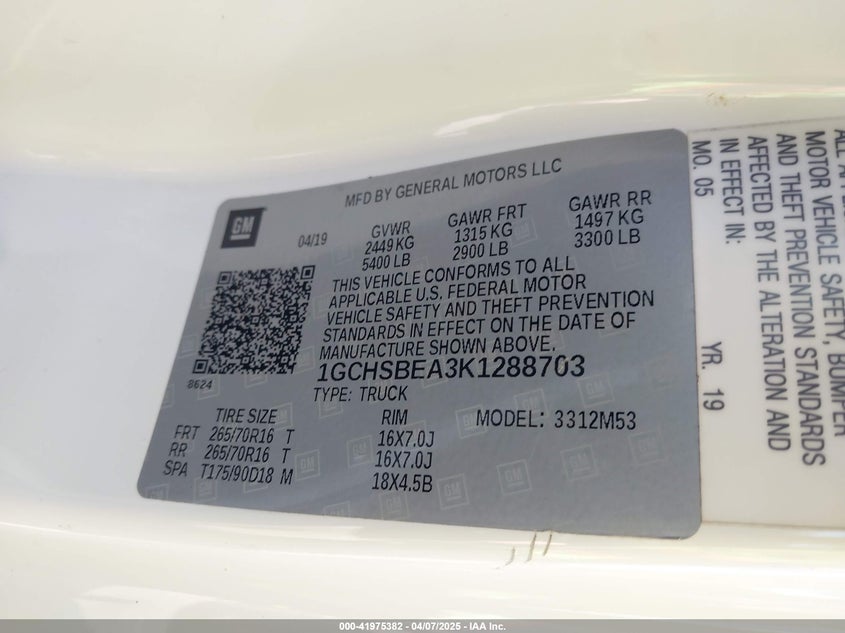 MFD BY GENERAL MOTORS LLC
GM
04/19
GVWR GAWR FRT GAWR RR
2449 KG 1315 KG 1497 KG
5400 LB 2900 LB 3300 LB
THIS VEHICLE CONFORMS TO ALL
APPLICABLE U.S. FEDERAL MOTOR
VEHICLE SAFETY AND THEFT PREVENTION
STANDARDS IN EFFECT ON THE DATE OF
MANUFACTURE SHOWN ABOVE.
8624
1GCHSBEA3K1288703
TYPE: TRUCK
TIRE SIZE RIM MODEL: 3312M53
FRT 265/70R16 T 16X7.0J
RR 265/70R16 T 16X7.0J
SPA T175/90D18 M 18X4.5B
MOTOR VEHICLE SAFETY, BUMPER
AND THEFT PREVENTION STANDARDS
AFFECTED BY THE ALTERATION AND
IN EFFECT IN:
MO. 05 YR. 19
000-41975382 - 04/07/2025 - IAA Inc.